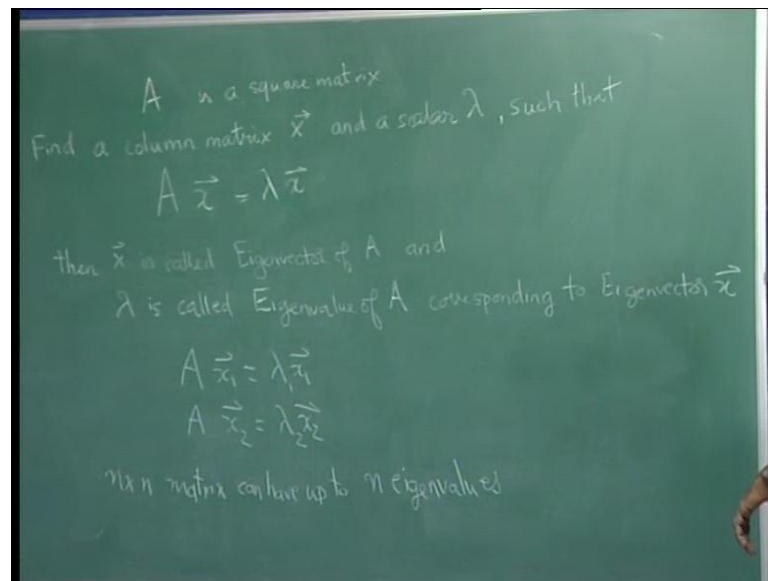 A is a square matrix
Find a column matrix x⃗ and a scalar λ, such that
A x⃗ = λ x⃗
then x⃗ is called Eigenvector of A and
λ is called Eigenvalue of A corresponding to Eigenvector x⃗
A x⃗₁ = λ₁x⃗₁
A x⃗₂ = λ₂x⃗₂
n x n matrix can have up to n eigenvalues